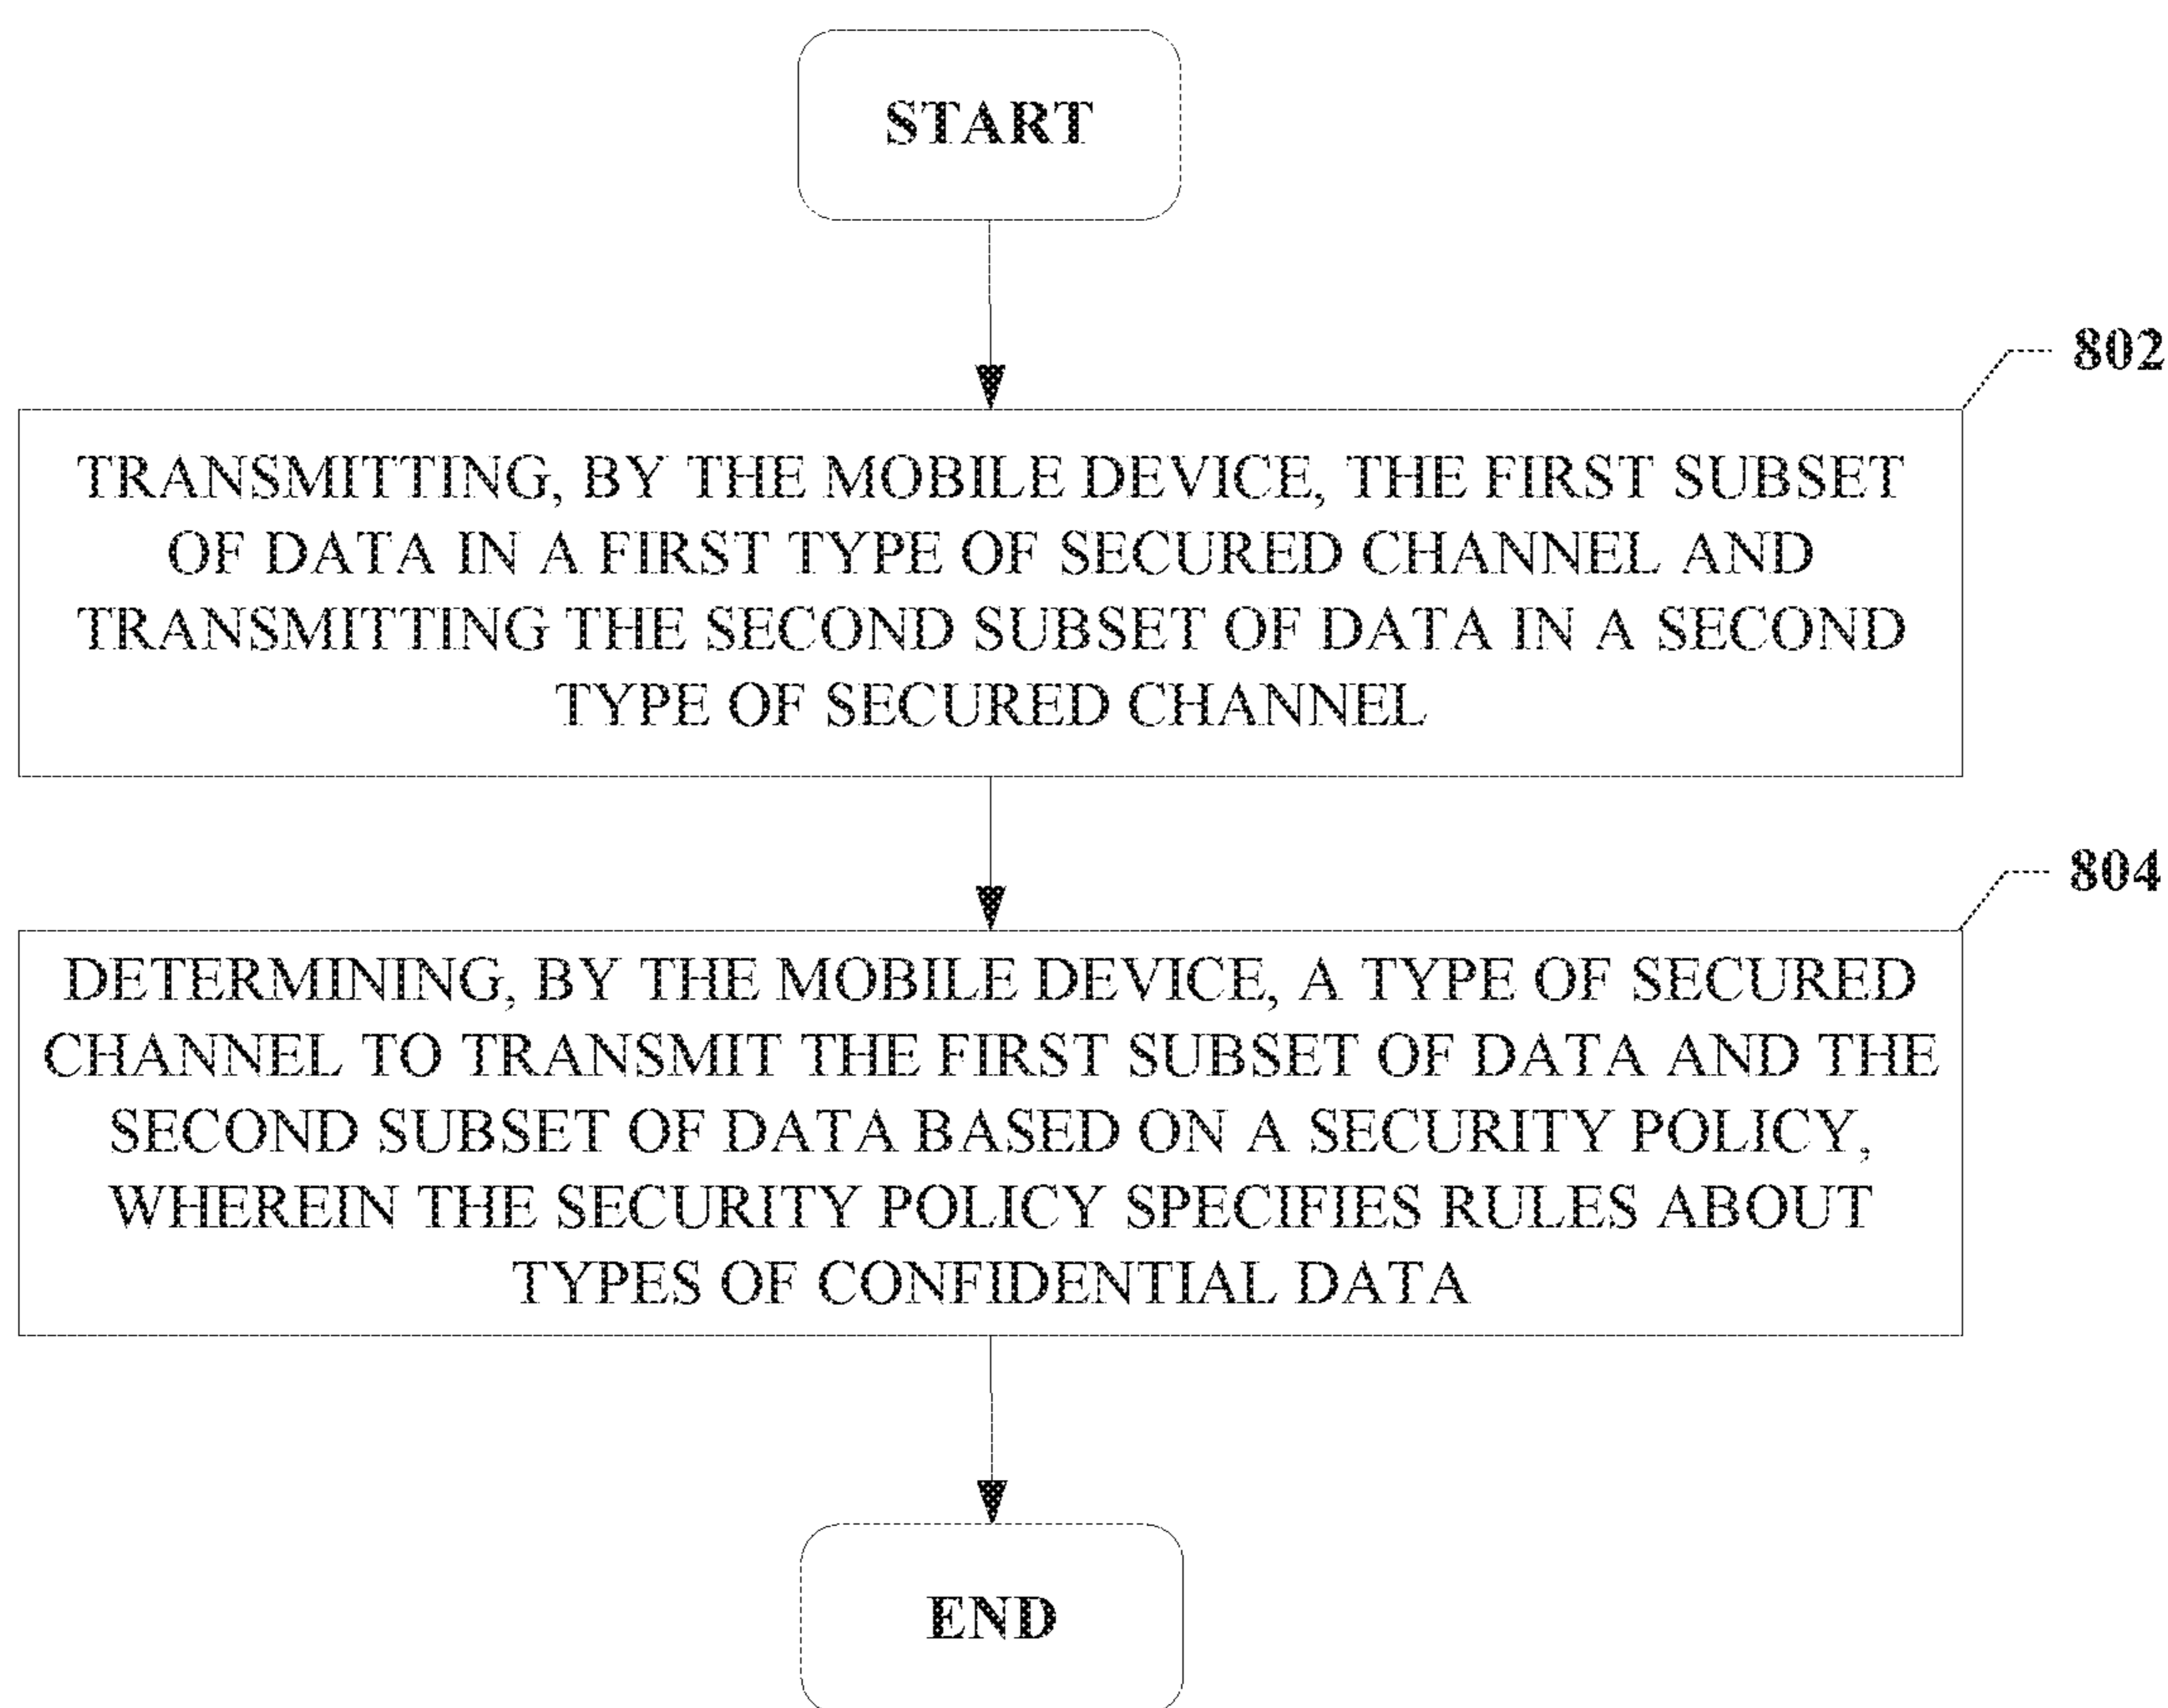 START
802
TRANSMITTING, BY THE MOBILE DEVICE, THE FIRST SUBSET
OF DATA IN A FIRST TYPE OF SECURED CHANNEL AND
TRANSMITTING THE SECOND SUBSET OF DATA IN A SECOND
TYPE OF SECURED CHANNEL
804
DETERMINING, BY THE MOBILE DEVICE, A TYPE OF SECURED
CHANNEL TO TRANSMIT THE FIRST SUBSET OF DATA AND THE
SECOND SUBSET OF DATA BASED ON A SECURITY POLICY,
WHEREIN THE SECURITY POLICY SPECIFIES RULES ABOUT
TYPES OF CONFIDENTIAL DATA
END